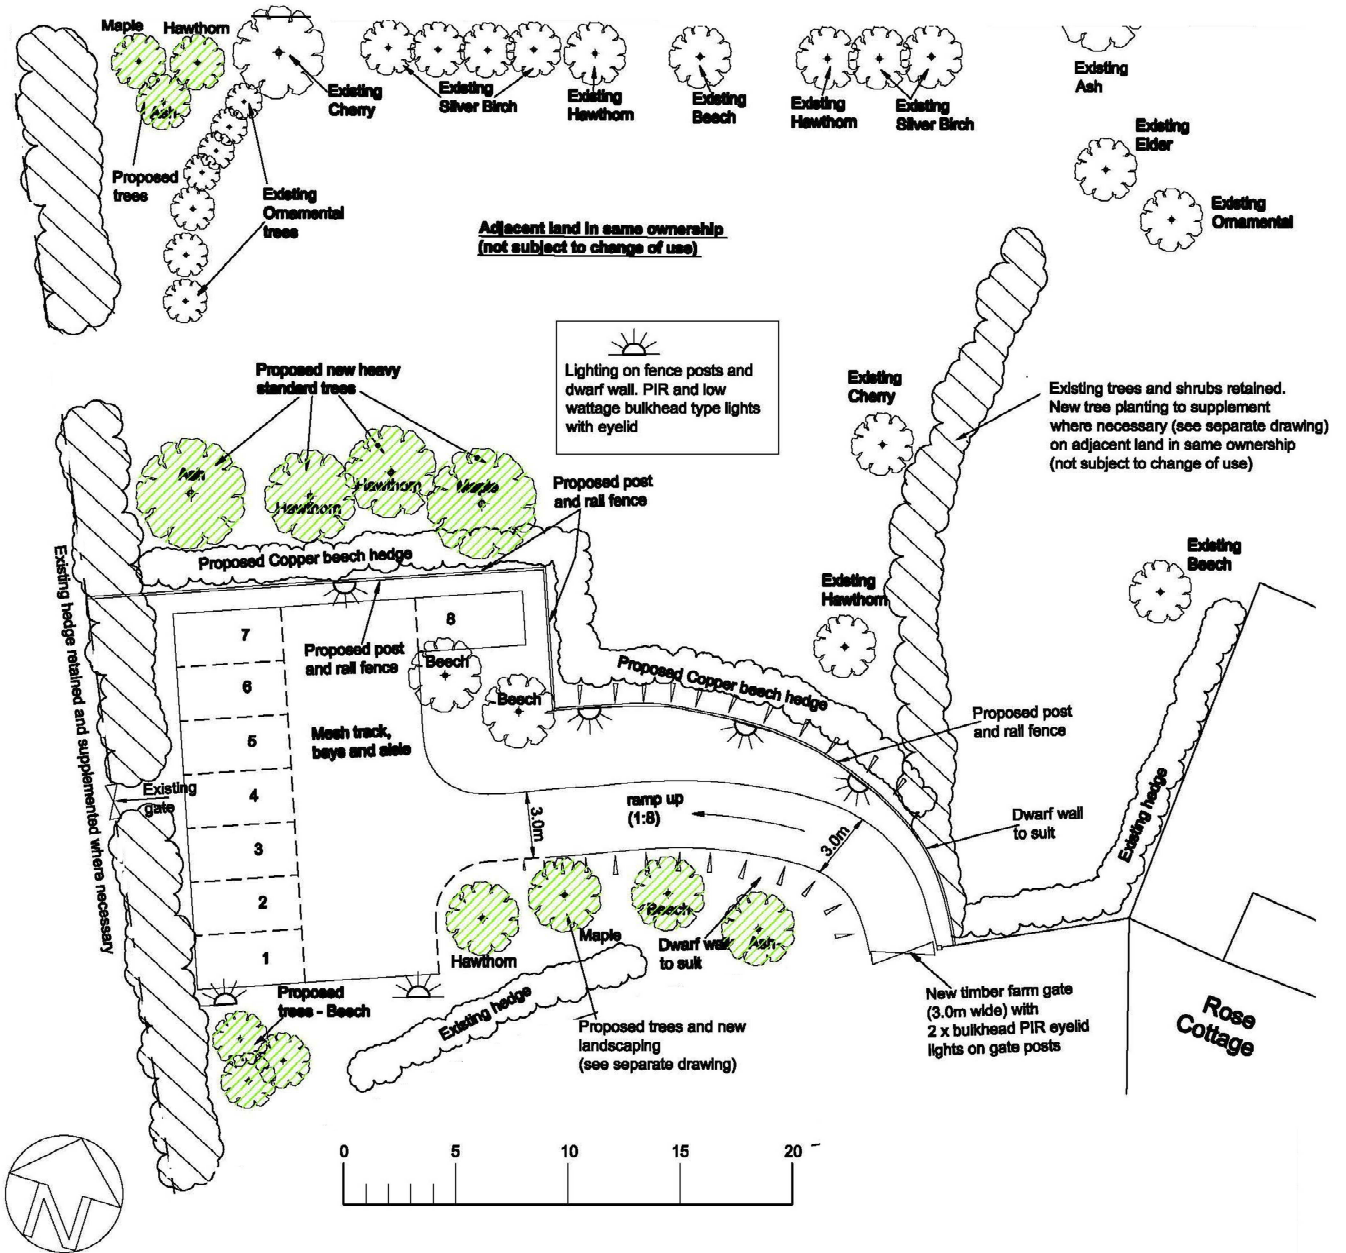 Maple
Hawthorn
Ash
Proposed
trees
Existing
Cherry
Existing
Ornamental
trees
Existing
Silver Birch
Existing
Hawthorn
Existing
Beech
Existing
Hawthorn
Existing
Silver Birch
Existing
Ash
Existing
Elder
Existing
Ornamental
Adjacent land in same ownership
(not subject to change of use)
Lighting on fence posts and
dwarf wall. PIR and low
wattage bulkhead type lights
with eyelid
Proposed new heavy
standard trees
Ash
Hawthorn
Hawthorn
Maple
Proposed post
and rail fence
Existing
Cherry
Existing trees and shrubs retained.
New tree planting to supplement
where necessary (see separate drawing)
on adjacent land in same ownership
(not subject to change of use)
Proposed Copper beech hedge
Existing hedge retained and supplemented where necessary
Existing
Hawthorn
Existing
Beech
7
8
Proposed post
and rail fence
Beech
Beech
6
5
Mesh track,
bays and aisle
Proposed Copper beech hedge
Proposed post
and rail fence
Existing
gate
4
3.0m
ramp up
(1:8)
3.0m
Dwarf wall
to suit
Existing hedge
3
2
1
Hawthorn
Maple
Beech
Dwarf wall
to suit
Ash
Proposed
trees - Beech
Existing hedge
Proposed trees and new
landscaping
(see separate drawing)
New timber farm gate
(3.0m wide) with
2 x bulkhead PIR eyelid
lights on gate posts
Rose
Cottage
N
0 5 10 15 20